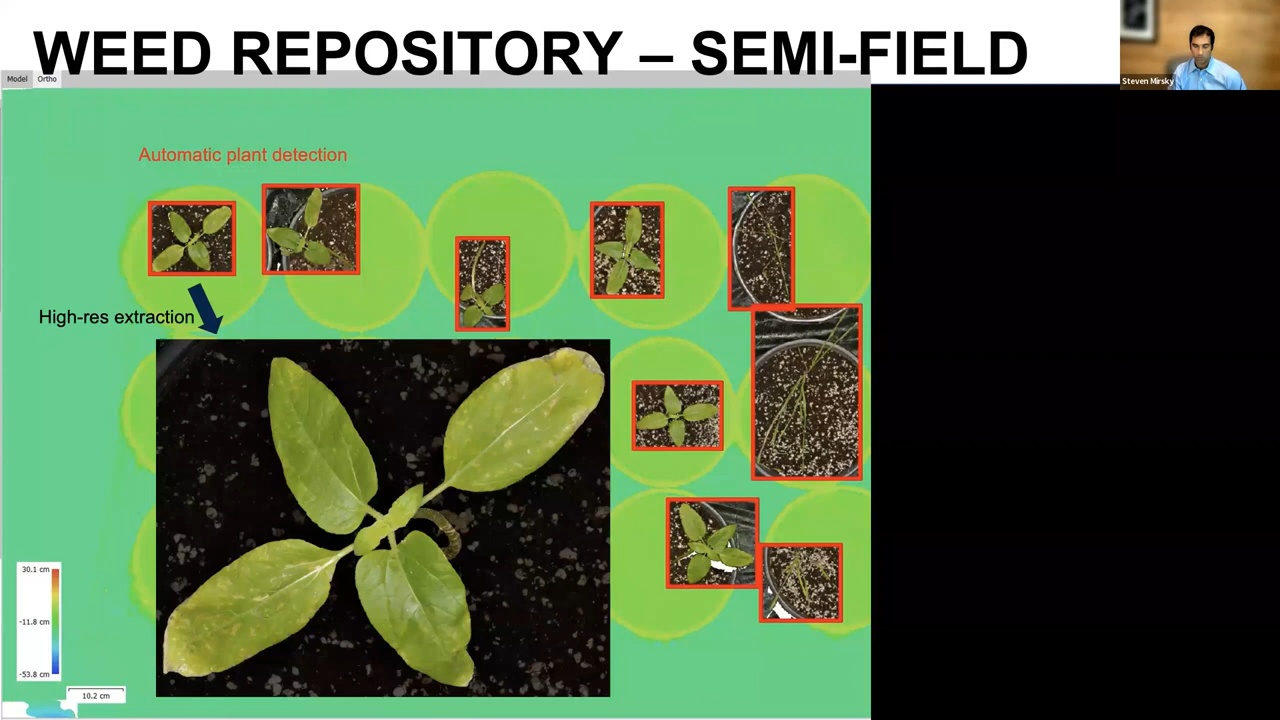 WEED REPOSITORY – SEMI-FIELD
Steven Mirsky
Model Ortho
Automatic plant detection
High-res extraction
30.1 cm
-11.8 cm
-53.8 cm
10.2 cm